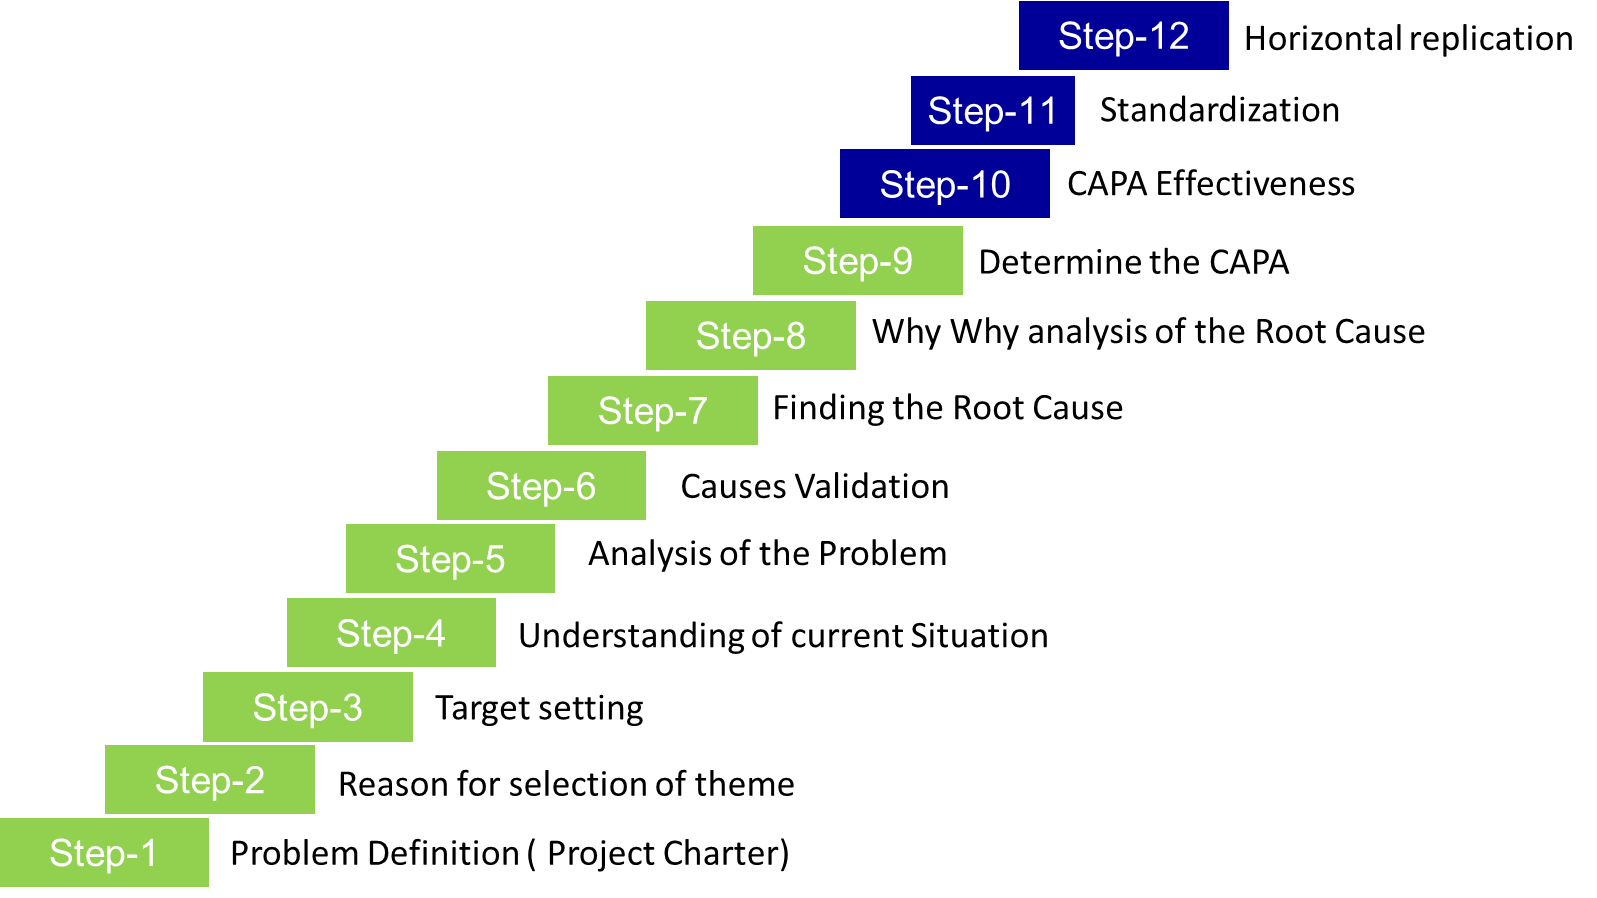 Step-12 Horizontal replication
Step-11 Standardization
Step-10 CAPA Effectiveness
Step-9 Determine the CAPA
Step-8 Why Why analysis of the Root Cause
Step-7 Finding the Root Cause
Step-6 Causes Validation
Step-5 Analysis of the Problem
Step-4 Understanding of current Situation
Step-3 Target setting
Step-2 Reason for selection of theme
Step-1 Problem Definition ( Project Charter)